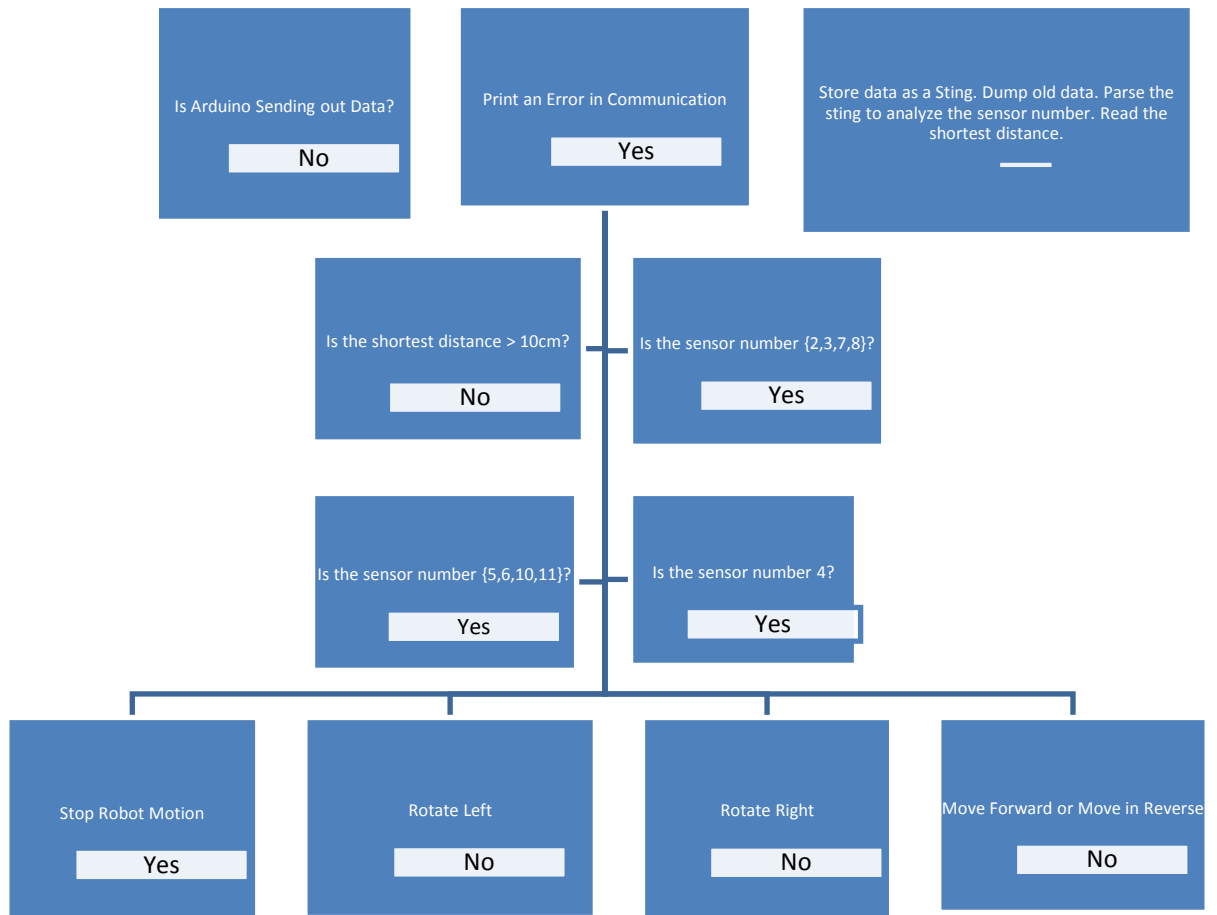 Is Arduino Sending out Data?
No
Print an Error in Communication
Yes
Store data as a Sting. Dump old data. Parse the
sting to analyze the sensor number. Read the
shortest distance.
Is the shortest distance > 10cm?
No
Is the sensor number {2,3,7,8}?
Yes
Is the sensor number {5,6,10,11}?
Yes
Is the sensor number 4?
Yes
Stop Robot Motion
Yes
Rotate Left
No
Rotate Right
No
Move Forward or Move in Reverse
No